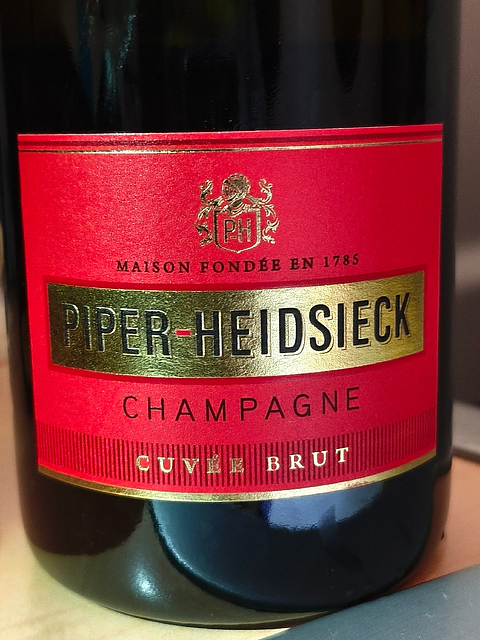 PH
MAISON FONDÉE EN 1785
PIPER-HEIDSIECK
CHAMPAGNE
CUVÉE BRUT